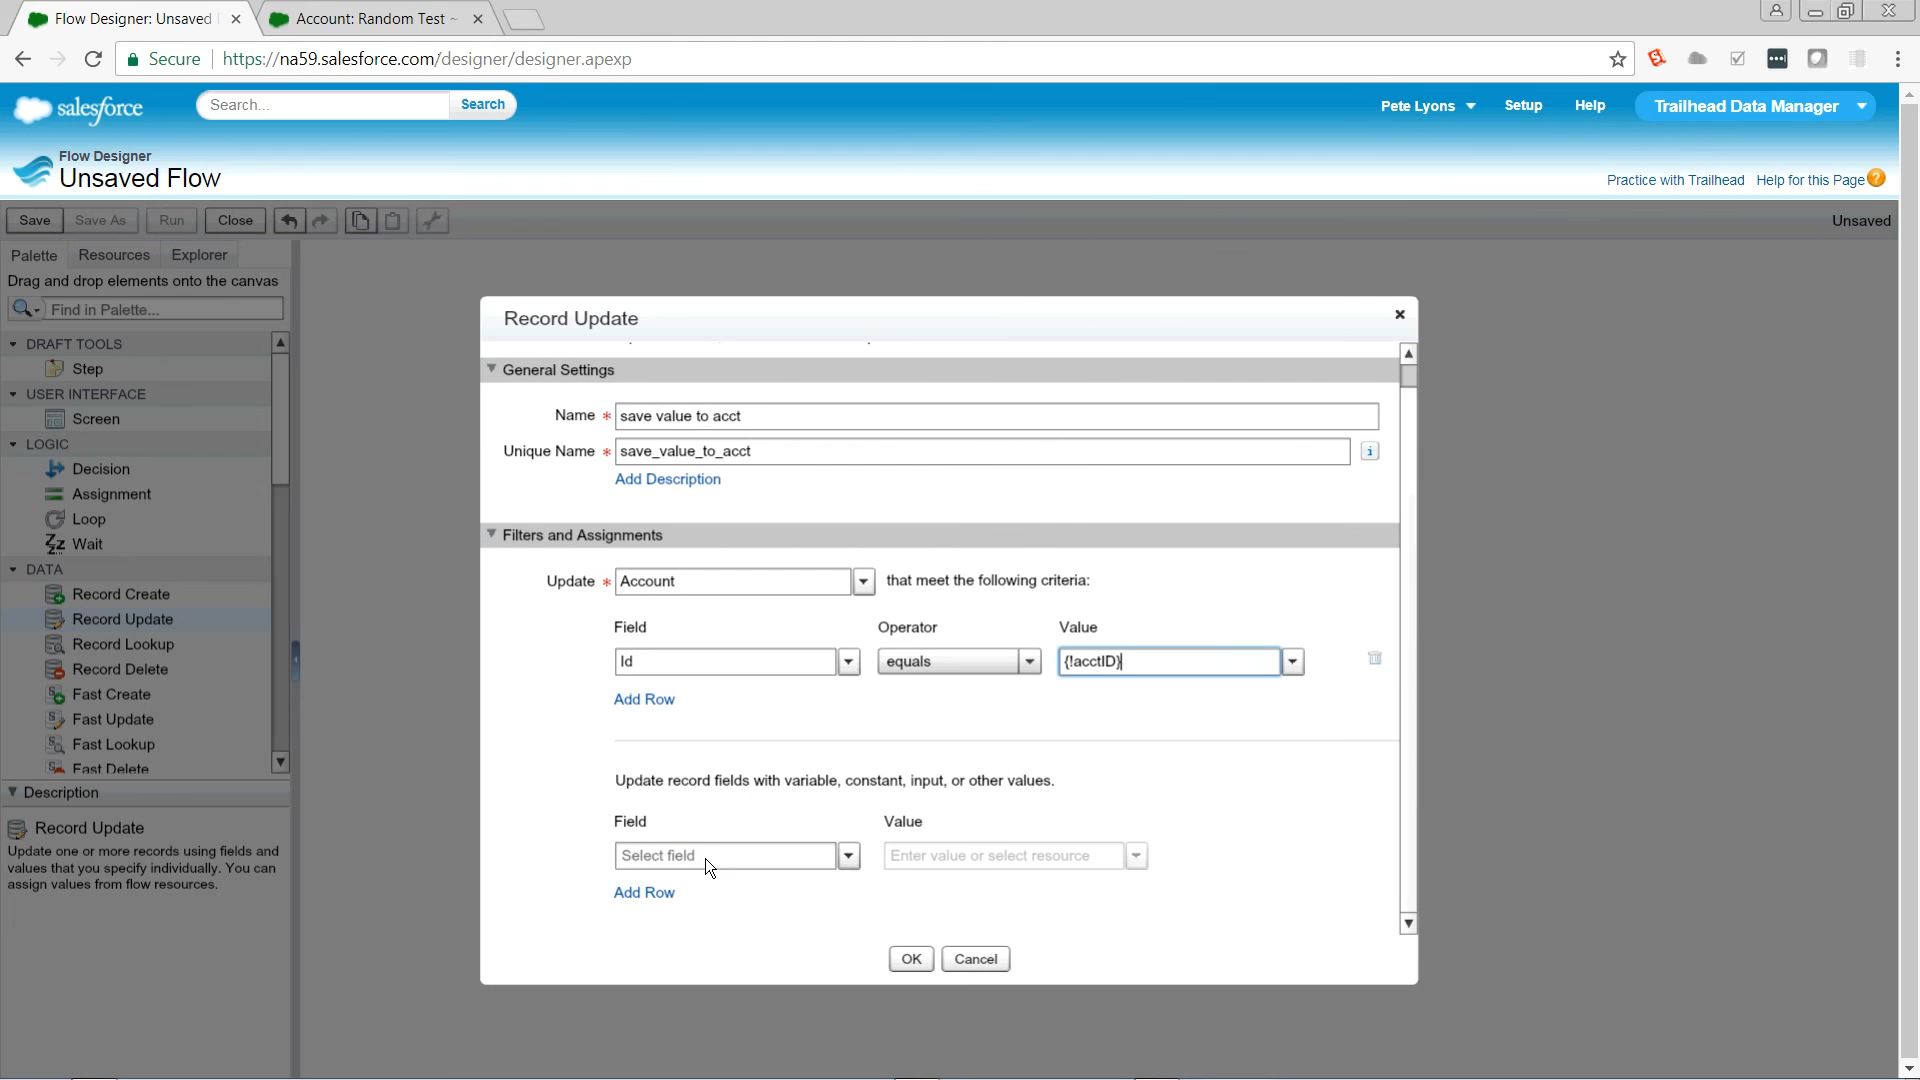 Flow Designer: Unsaved
Account: Random Test ~
Secure
https://na59.salesforce.com/designer/designer.apexp
salesforce
Search...
Search
Pete Lyons
Setup
Help
Trailhead Data Manager
Flow Designer
Unsaved Flow
Practice with Trailhead
Help for this Page
?
Save
Save As
Run
Close
Unsaved
Palette
Resources
Explorer
Drag and drop elements onto the canvas
Find in Palette...
DRAFT TOOLS
Step
USER INTERFACE
Screen
LOGIC
Decision
Assignment
Loop
Wait
DATA
Record Create
Record Update
Record Lookup
Record Delete
Fast Create
Fast Update
Fast Lookup
Fast Delete
Description
Record Update
Update one or more records using fields and
values that you specify individually. You can
assign values from flow resources.
Record Update
General Settings
Name * save value to acct
Unique Name * save_value_to_acct
i
Add Description
Filters and Assignments
Update * Account that meet the following criteria:
Field Operator Value
Id equals {!acctID}
Add Row
Update record fields with variable, constant, input, or other values.
Field Value
Select field Enter value or select resource
Add Row
OK
Cancel